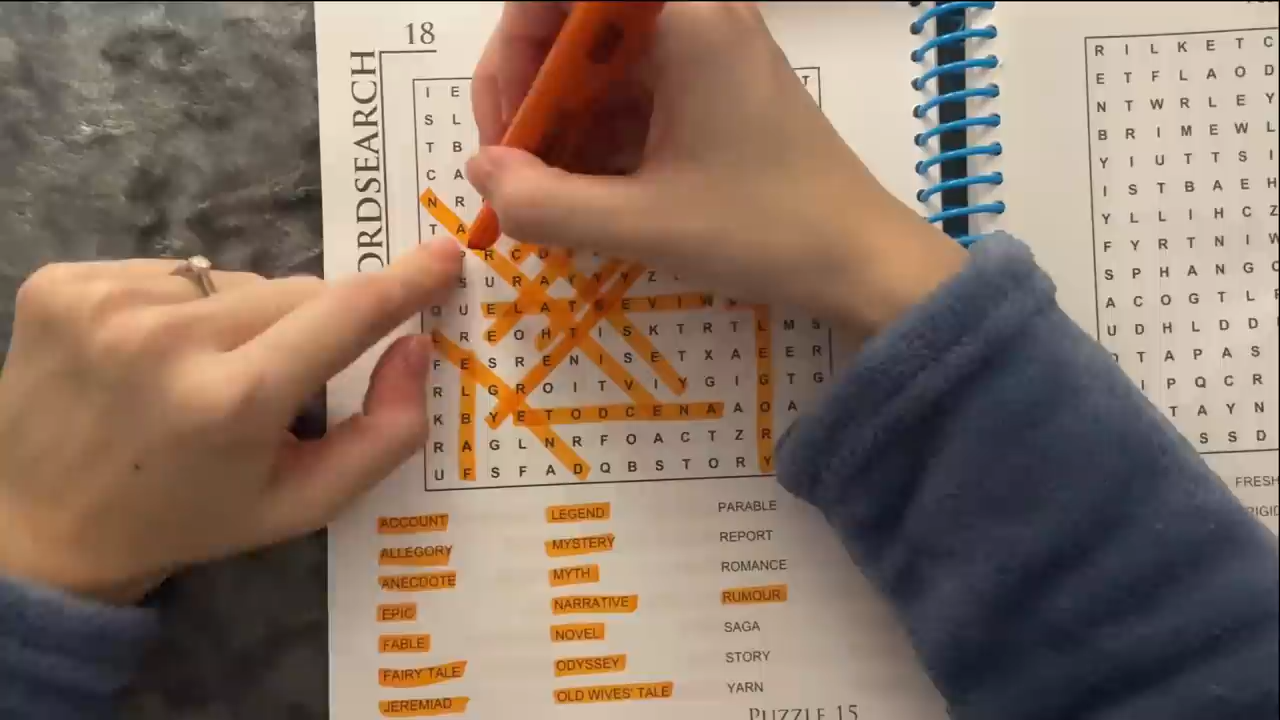 18
ORDSEARCH
I E T
S L
T B
C A
N R
T A
P R C D
S U R A Y Y Y Z
O U E L A T S E V I W
L R E O H T I S K T R T L M S
F E S R E N I S E T X A E E R
R L G R O I T V I Y G I G T G
K B Y E T O D C E N A A O A
R A G L N R F O A C T Z R
U F S F A D Q B S T O R Y
ACCOUNT
ALLEGORY
ANECDOTE
EPIC
FABLE
FAIRY TALE
JEREMIAD
LEGEND
MYSTERY
MYTH
NARRATIVE
NOVEL
ODYSSEY
OLD WIVES' TALE
PARABLE
REPORT
ROMANCE
RUMOUR
SAGA
STORY
YARN
PUZZLE 15
R I L K E T C
E T F L A O D
N T W R L E Y
B R I M E W L
Y I U T T S I
I S T B A E H
Y L L I H C Z
F Y R T N I W
S P H A N G O
A C O G T L
U D H L D D
T A P A S
I P Q C R
T A Y N
S S D
FRESH
RIGID